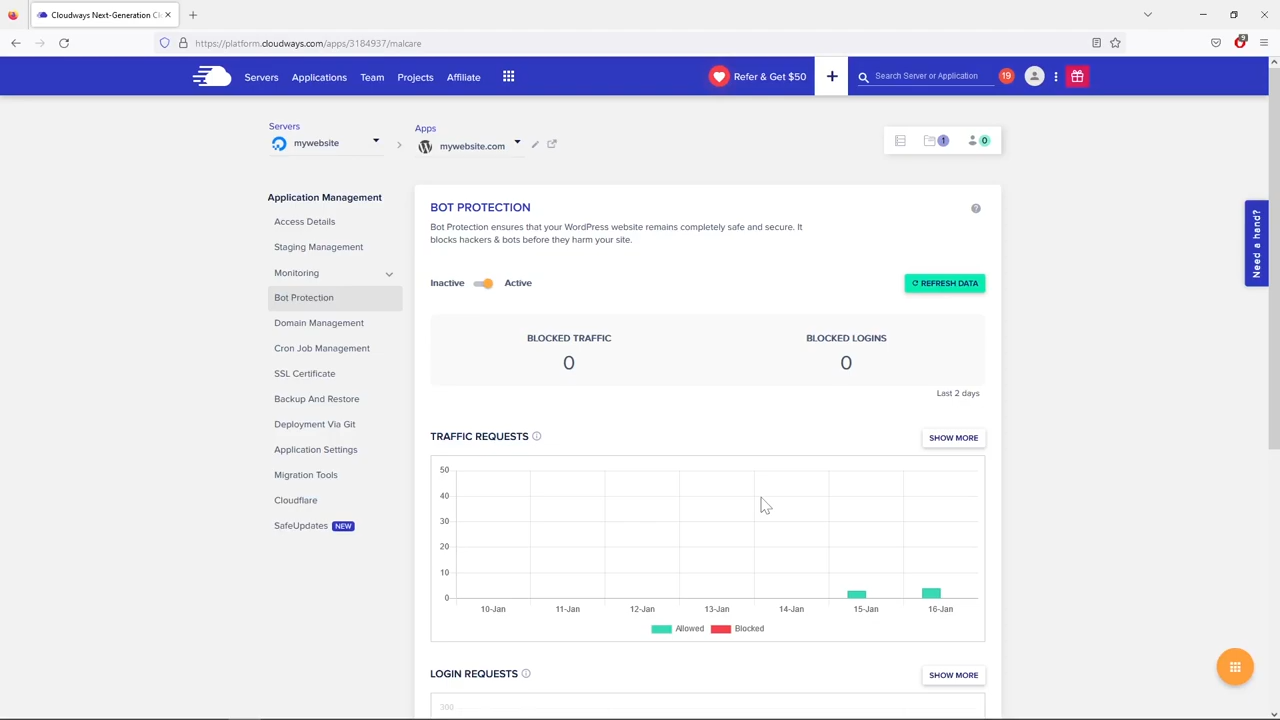 Cloudways Next-Generation Cl
https://platform.cloudways.com/apps/3184937/malcare
Servers
Applications
Team
Projects
Affiliate
Refer & Get $50
+
Search Server or Application
19
Servers
mywebsite
Apps
mywebsite.com
1
0
Application Management
Access Details
Staging Management
Monitoring
Bot Protection
Domain Management
Cron Job Management
SSL Certificate
Backup And Restore
Deployment Via Git
Application Settings
Migration Tools
Cloudflare
SafeUpdates NEW
BOT PROTECTION
Bot Protection ensures that your WordPress website remains completely safe and secure. It
blocks hackers & bots before they harm your site.
Inactive
Active
REFRESH DATA
BLOCKED TRAFFIC
0
BLOCKED LOGINS
0
Last 2 days
TRAFFIC REQUESTS
SHOW MORE
50
40
30
20
10
0
10-Jan
11-Jan
12-Jan
13-Jan
14-Jan
15-Jan
16-Jan
Allowed
Blocked
LOGIN REQUESTS
SHOW MORE
300
Need a hand?